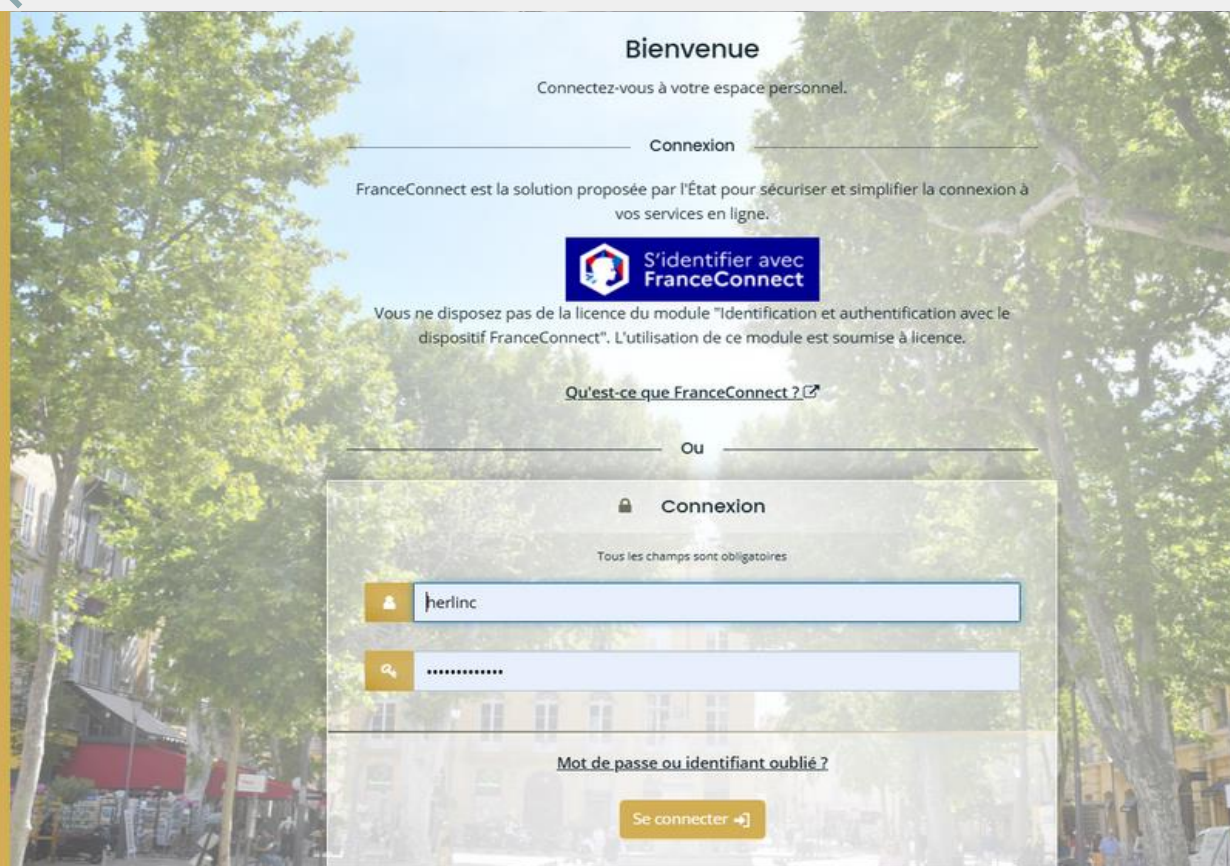 Bienvenue
Connectez-vous à votre espace personnel.
Connexion
FranceConnect est la solution proposée par l'État pour sécuriser et simplifier la connexion à
vos services en ligne.
S'identifier avec
FranceConnect
Vous ne disposez pas de la licence du module "Identification et authentification avec le
dispositif FranceConnect". L'utilisation de ce module est soumise à licence.
Qu'est-ce que FranceConnect ?
Ou
Connexion
Tous les champs sont obligatoires
herlinc
•••••••••••••
Mot de passe ou identifiant oublié ?
Se connecter